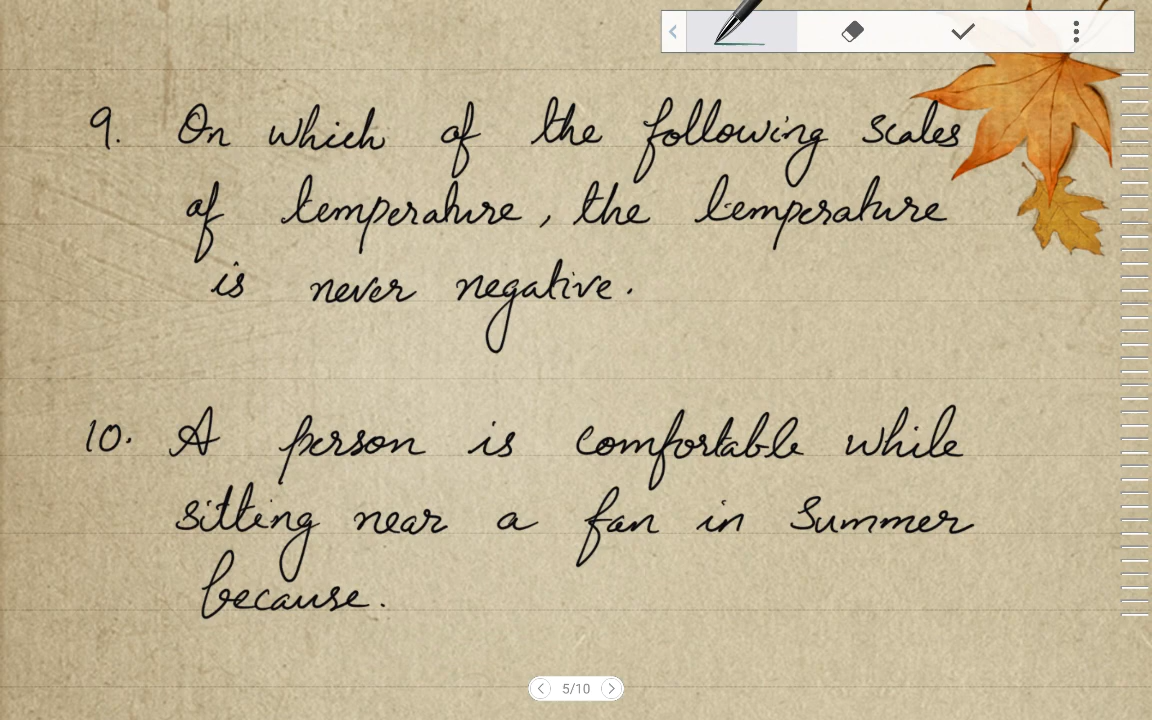 9. On which of the following scales
of temperature, the temperature
is never negative.
10. A person is comfortable while
sitting near a fan in Summer
because.
5/10